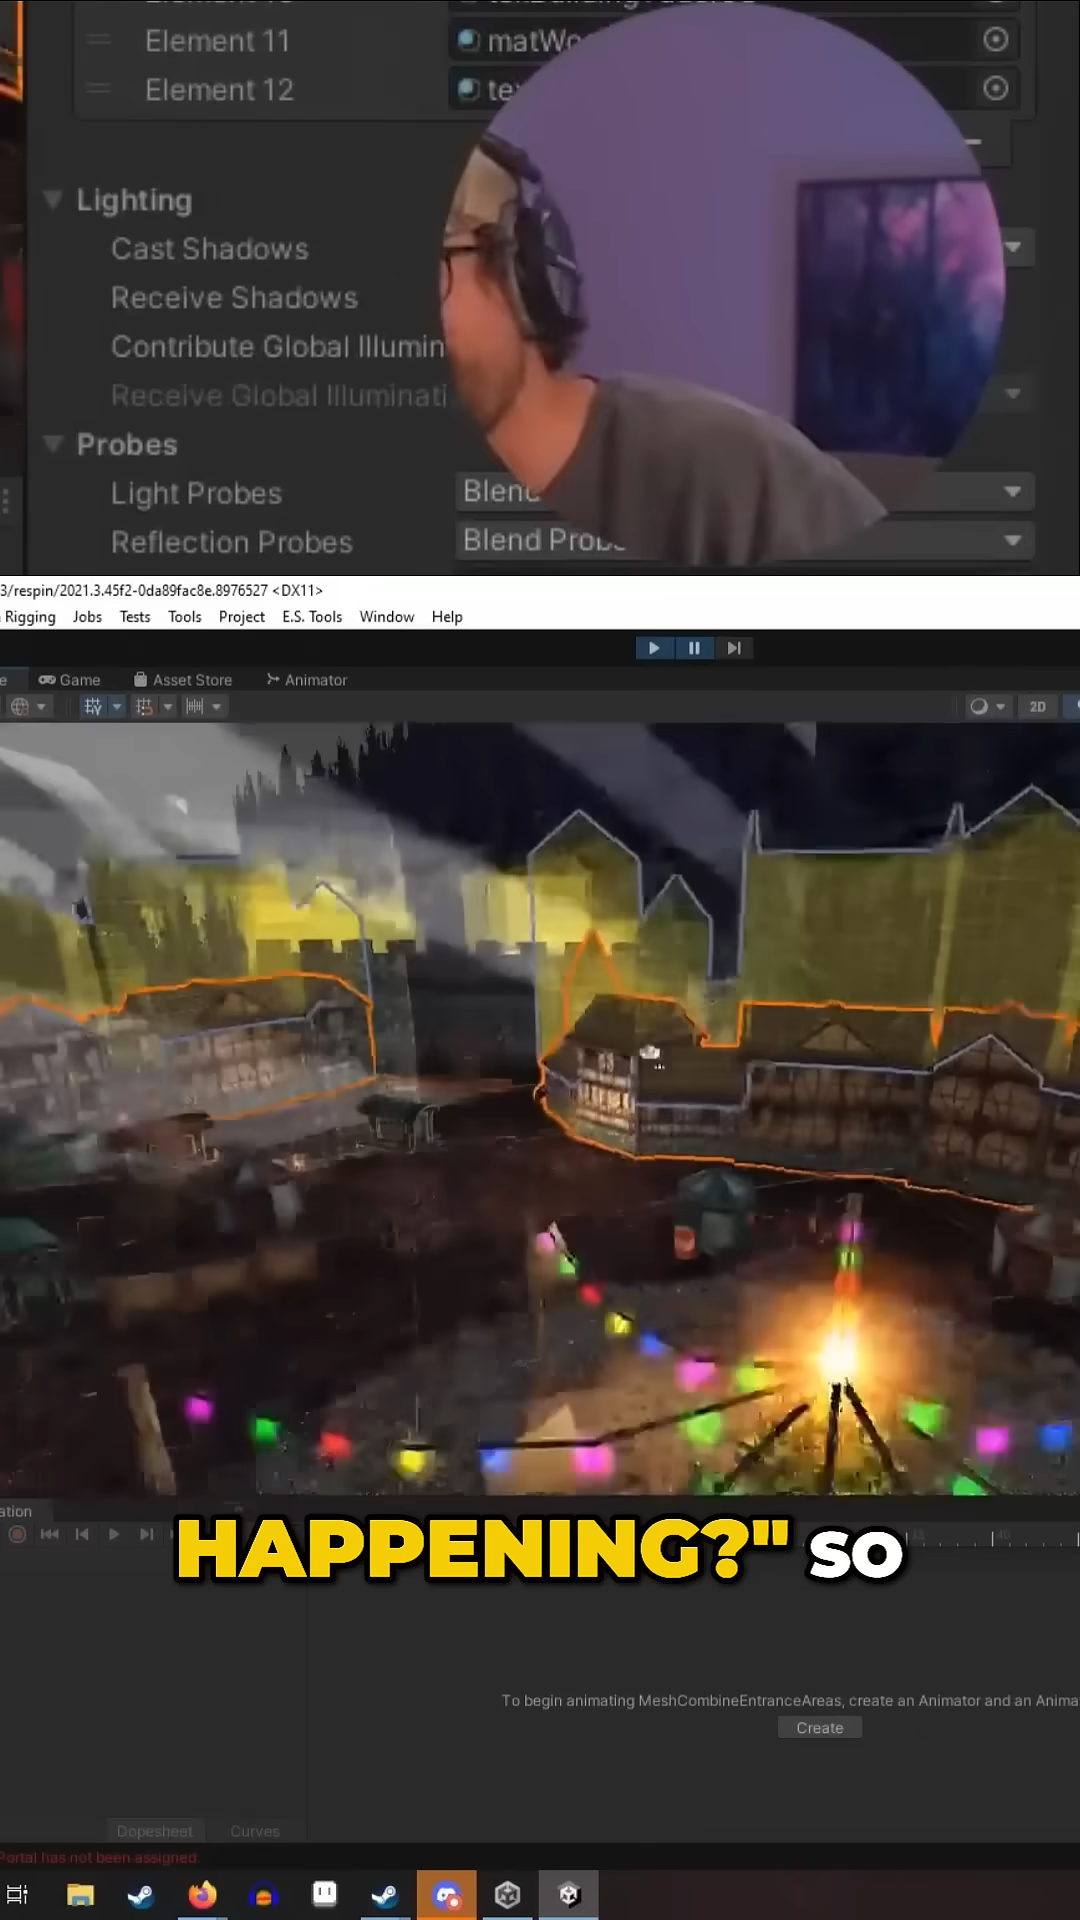 Element 11
matWo
Element 12
te
Lighting
Cast Shadows
Receive Shadows
Contribute Global Illumin
Receive Global Illuminati
Probes
Light Probes
Blend
Reflection Probes
Blend Prob
3/respin/2021.3.45f2-0da89fac8e.8976527 <DX11>
Rigging Jobs Tests Tools Project E.S. Tools Window Help
e Game Asset Store Animator
2D
ation
HAPPENING?" SO
To begin animating MeshCombineEntranceAreas, create an Animator and an Anima
Create
Dopesheet Curves
Portal has not been assigned